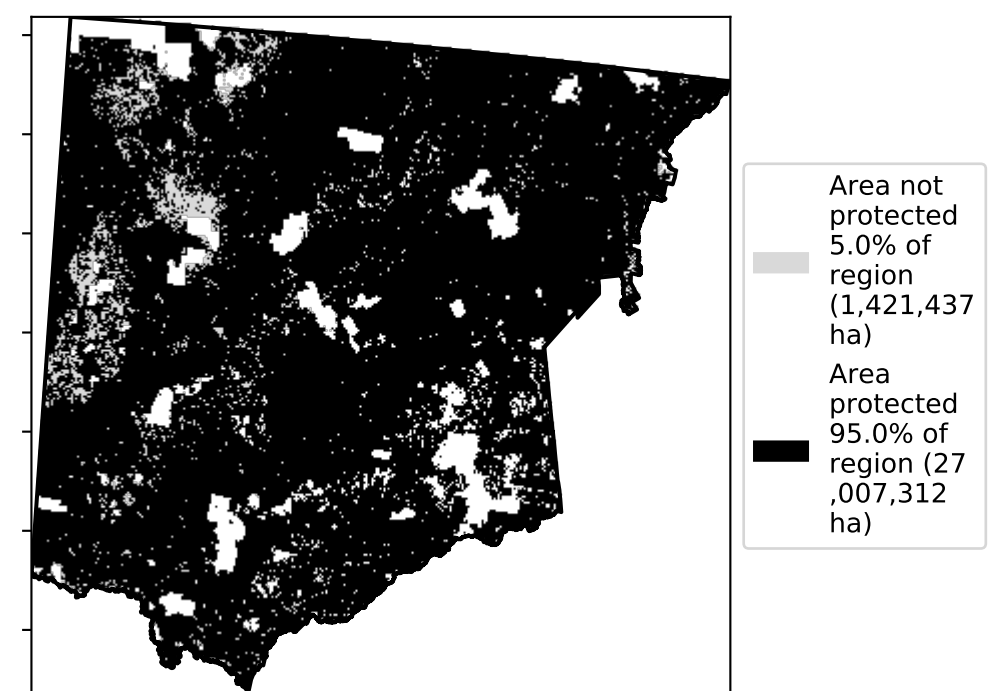 Area not
protected
5.0% of
region
(1,421,437
ha)
Area
protected
95.0% of
region (27
,007,312
ha)